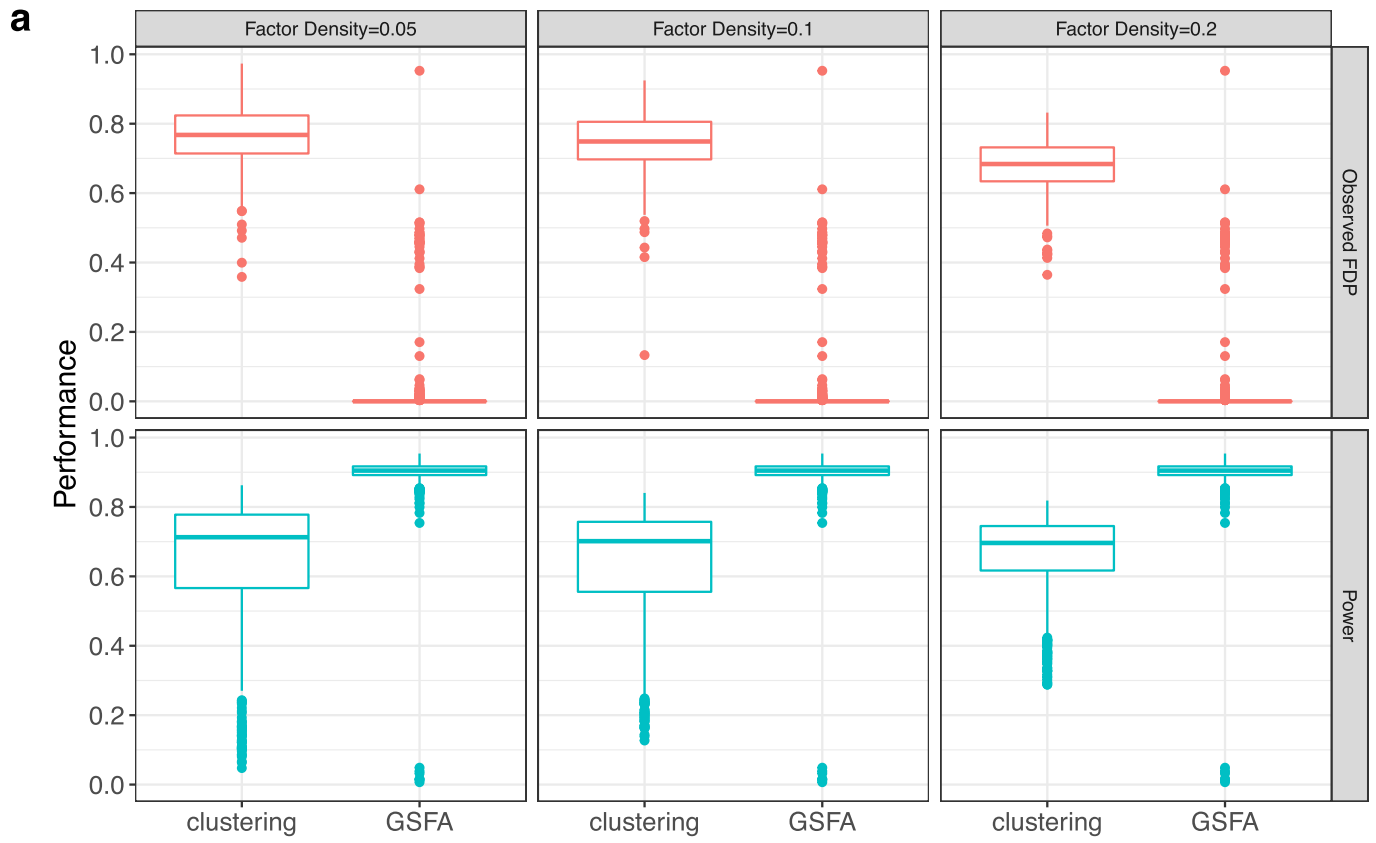 a
Factor Density=0.05 Factor Density=0.1 Factor Density=0.2
1.0
0.8
0.6
0.4
0.2
0.0
Observed FDP
Performance
1.0
0.8
0.6
0.4
0.2
0.0
Power
clustering GSFA clustering GSFA clustering GSFA